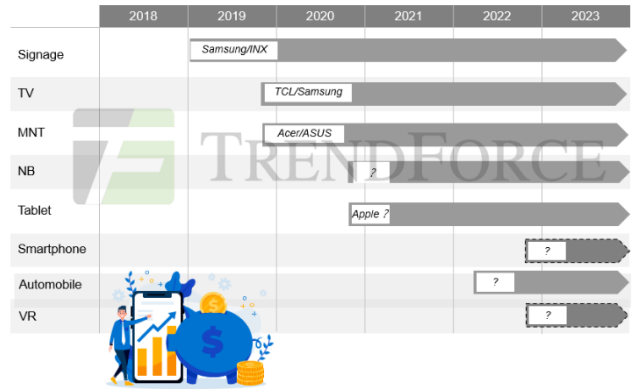 2018 2019 2020 2021 2022 2023
Signage Samsung/INX
TV TCL/Samsung
MNT Acer/ASUS
TRENDFORCE
NB ?
Tablet Apple ?
Smartphone ?
Automobile ?
VR ?
$
$
$